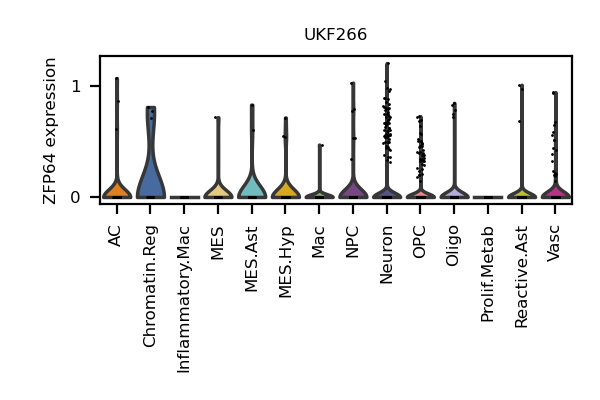 UKF266
ZFP64 expression
1
0
AC
Chromatin.Reg
Inflammatory.Mac
MES
MES.Ast
MES.Hyp
Mac
NPC
Neuron
OPC
Oligo
Prolif.Metab
Reactive.Ast
Vasc